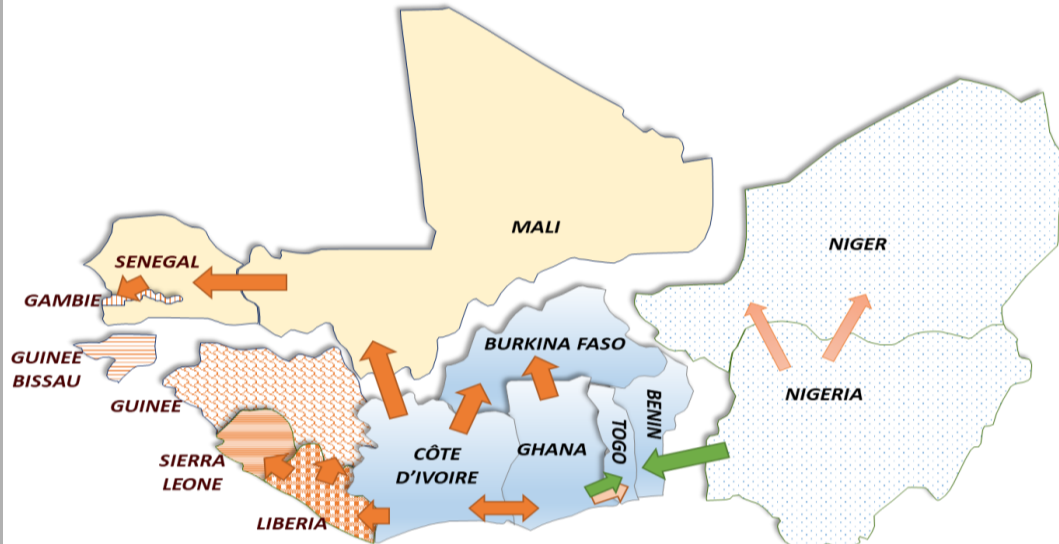 MALI
NIGER
SENEGAL
GAMBIE
GUINEE
BISSAU
BURKINA FASO
GUINEE
BENIN
NIGERIA
TOGO
CÔTE
D'IVOIRE
GHANA
SIERRA
LEONE
LIBERIA